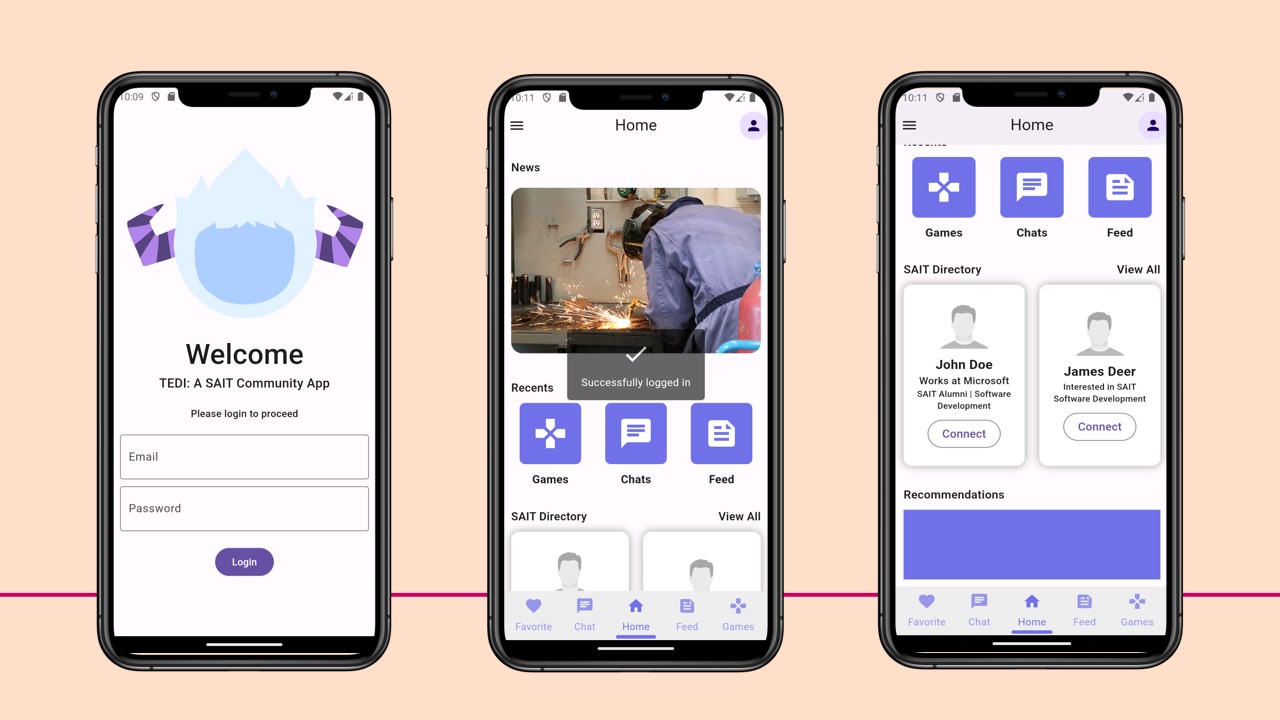 10:09
Welcome
TEDI: A SAIT Community App
Please login to proceed
Email
Password
Login
10:11
Home
News
Successfully logged in
Recents
Games
Chats
Feed
SAIT Directory
View All
Favorite
Chat
Home
Feed
Games
10:11
Home
Recents
Games
Chats
Feed
SAIT Directory
View All
John Doe
Works at Microsoft
SAIT Alumni | Software
Development
Connect
James Deer
Interested in SAIT
Software Development
Connect
Recommendations
Favorite
Chat
Home
Feed
Games